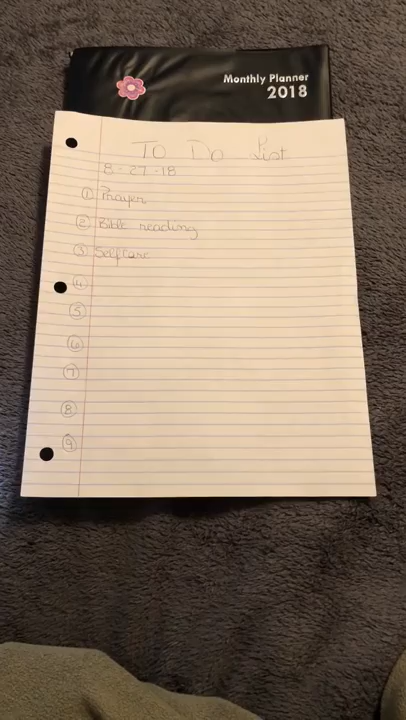 Monthly Planner
2018
To Do List
8-27-18
① Prayer
② Bible reading
③ Selfcare
④
⑤
⑥
⑦
⑧
⑨